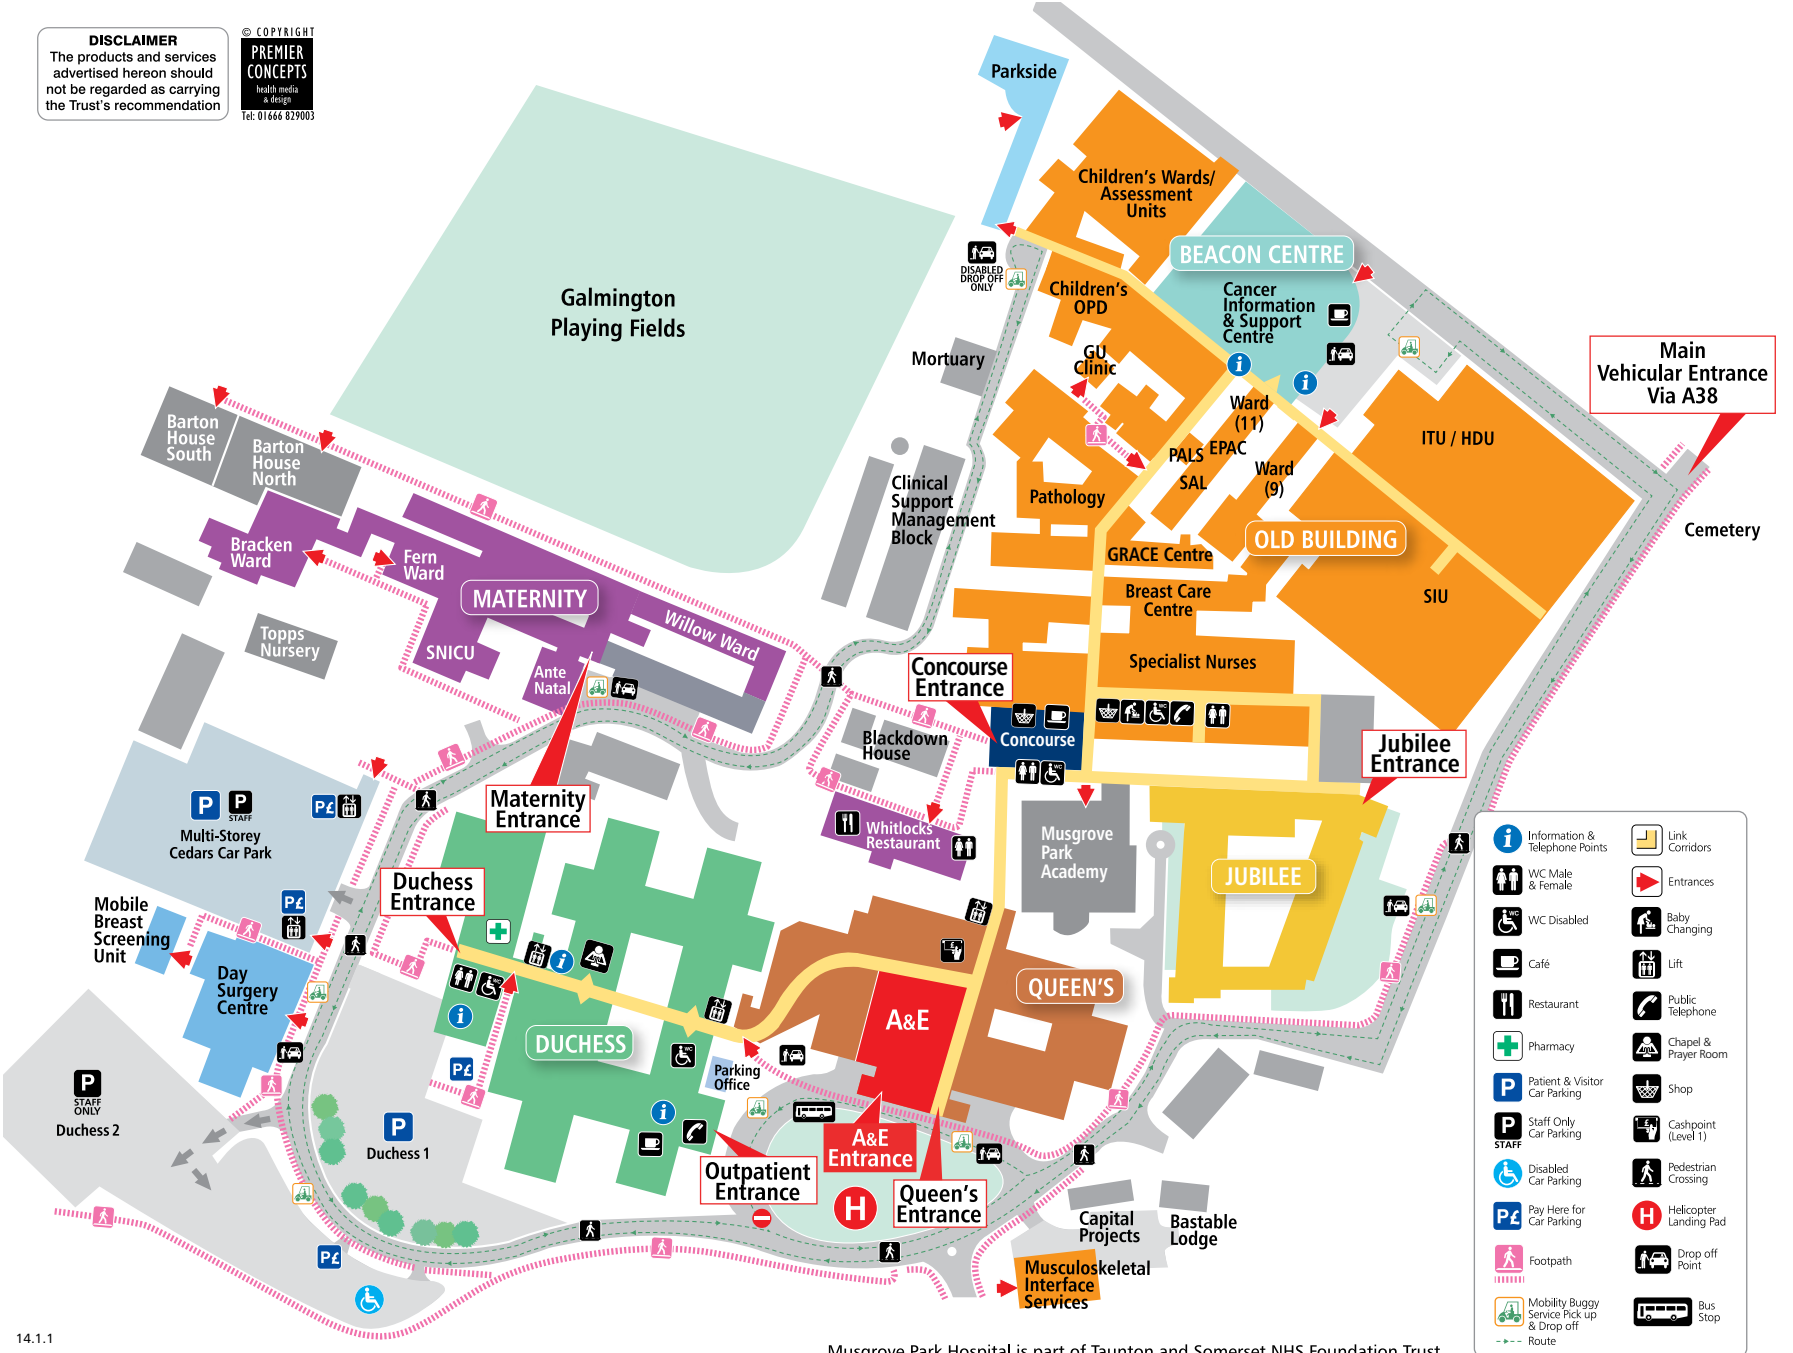 DISCLAIMER
The products and services
advertised hereon should
not be regarded as carrying
the Trust's recommendation
© COPYRIGHT
PREMIER
CONCEPTS
health media
& design
Tel: 01666 829003
Parkside
Children's Wards/
Assessment
Units
BEACON CENTRE
DISABLED
DROP OFF
ONLY
Children's
OPD
Cancer
Information
& Support
Centre
Galmington
Playing Fields
Mortuary
GU
Clinic
Main
Vehicular Entrance
Via A38
Ward
(11)
ITU / HDU
PALS
EPAC
SAL
Ward
(9)
Barton
House
South
Barton
House
North
Clinical
Support
Management
Block
Pathology
Cemetery
OLD BUILDING
GRACE Centre
Bracken
Ward
Fern
Ward
MATERNITY
Breast Care
Centre
SIU
Willow Ward
Topps
Nursery
SNICU
Ante
Natal
Specialist Nurses
Concourse
Entrance
WC
Concourse
WC
Blackdown
House
Jubilee
Entrance
Maternity
Entrance
P
P
STAFF
P£
Multi-Storey
Cedars Car Park
Whitlocks
Restaurant
Musgrove
Park
Academy
JUBILEE
Duchess
Entrance
P£
Mobile
Breast
Screening
Unit
Day
Surgery
Centre
WC
QUEEN'S
A&E
DUCHESS
WC
P£
Parking
Office
P
STAFF
ONLY
Duchess 2
P
Duchess 1
A&E
Entrance
Outpatient
Entrance
H
Queen's
Entrance
Capital
Projects
Bastable
Lodge
P£
Musculoskeletal
Interface
Services
i
Information &
Telephone Points
Link
Corridors
WC Male
& Female
Entrances
WC
WC Disabled
Baby
Changing
Café
Lift
Restaurant
Public
Telephone
Pharmacy
Chapel &
Prayer Room
P
Patient & Visitor
Car Parking
Shop
P
STAFF
Staff Only
Car Parking
Cashpoint
(Level 1)
Disabled
Car Parking
Pedestrian
Crossing
P£
Pay Here for
Car Parking
H
Helicopter
Landing Pad
Footpath
Drop off
Point
Mobility Buggy
Service Pick up
& Drop off
Bus
Stop
Route
14.1.1
Musgrove Park Hospital is part of Taunton and Somerset NHS Foundation Trust